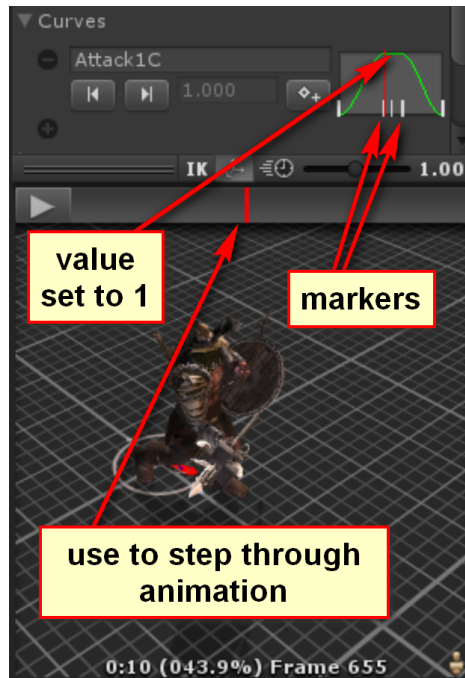 Curves
Attack1C
1.000
IK
1.00
value
set to 1
markers
use to step through
animation
0:10 (043.9%) Frame 655